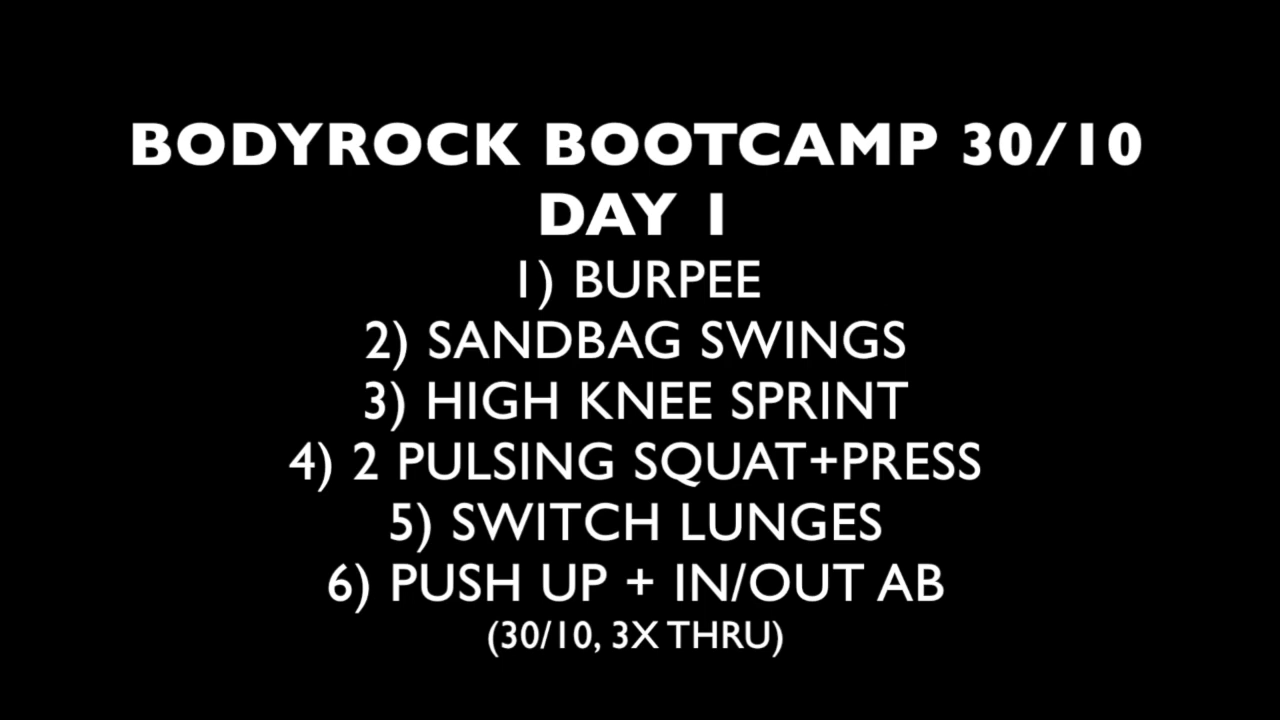 BODYROCK BOOTCAMP 30/10
DAY 1
1) BURPEE
2) SANDBAG SWINGS
3) HIGH KNEE SPRINT
4) 2 PULSING SQUAT+PRESS
5) SWITCH LUNGES
6) PUSH UP + IN/OUT AB
(30/10, 3X THRU)